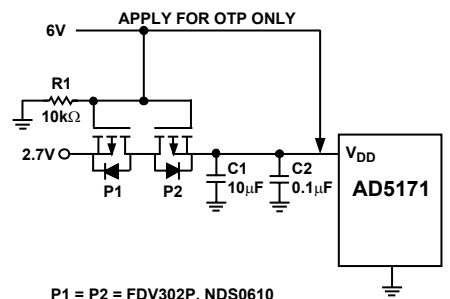 APPLY FOR OTP ONLY
6V
R1
10kΩ
2.7V
P1
P2
C1
10μF
C2
0.1μF
VDD
AD5171
P1 = P2 = FDV302P, NDS0610